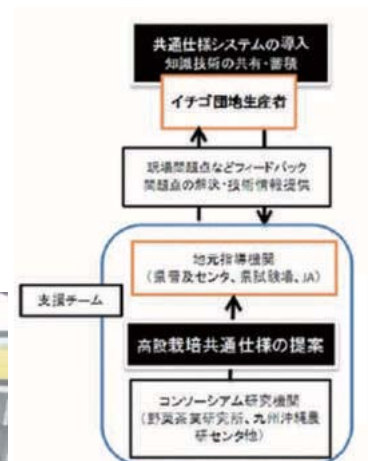 共通仕様システムの導入
知識技術の共有・蓄積
イチゴ団地生産者
現場問題点などフィードバック
問題点の解決・技術情報提供
地元指導機関
(県普及センタ、県試験場、JA)
支援チーム
高設栽培共通仕様の提案
コンソーシアム研究機関
(野菜茶業研究所、九州沖縄農
研センタ他)